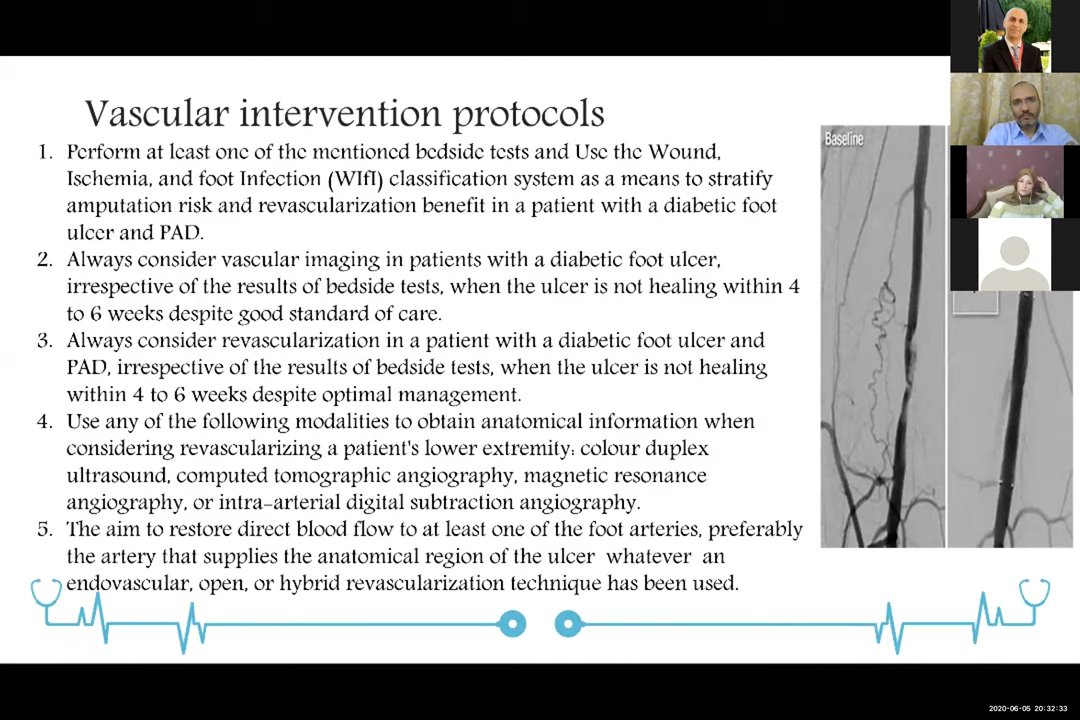 Vascular intervention protocols
1. Perform at least one of the mentioned bedside tests and Use the Wound,
Ischemia, and foot Infection (WIfI) classification system as a means to stratify
amputation risk and revascularization benefit in a patient with a diabetic foot
ulcer and PAD.
2. Always consider vascular imaging in patients with a diabetic foot ulcer,
irrespective of the results of bedside tests, when the ulcer is not healing within 4
to 6 weeks despite good standard of care.
3. Always consider revascularization in a patient with a diabetic foot ulcer and
PAD, irrespective of the results of bedside tests, when the ulcer is not healing
within 4 to 6 weeks despite optimal management.
4. Use any of the following modalities to obtain anatomical information when
considering revascularizing a patient's lower extremity: colour duplex
ultrasound, computed tomographic angiography, magnetic resonance
angiography, or intra-arterial digital subtraction angiography.
5. The aim to restore direct blood flow to at least one of the foot arteries, preferably
the artery that supplies the anatomical region of the ulcer whatever an
endovascular, open, or hybrid revascularization technique has been used.
Baseline
2020-06-05 20:32:33